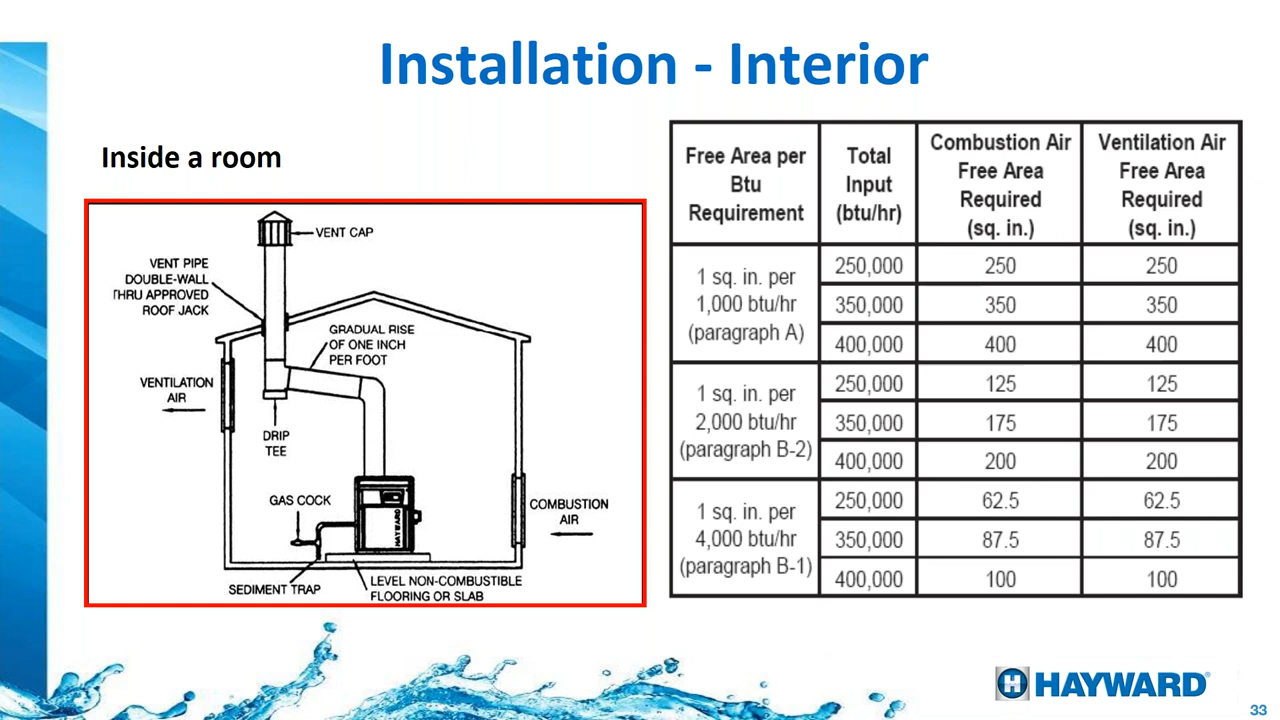 Installation - Interior
Inside a room
VENT CAP
VENT PIPE
DOUBLE-WALL
THRU APPROVED
ROOF JACK
GRADUAL RISE
OF ONE INCH
PER FOOT
VENTILATION
AIR
DRIP
TEE
GAS COCK
HAYWARD
COMBUSTION
AIR
SEDIMENT TRAP
LEVEL NON-COMBUSTIBLE
FLOORING OR SLAB
Free Area per
Btu
Requirement
Total
Input
(btu/hr)
Combustion Air
Free Area
Required
(sq. in.)
Ventilation Air
Free Area
Required
(sq. in.)
1 sq. in. per
1,000 btu/hr
(paragraph A)
250,000 250 250
350,000 350 350
400,000 400 400
1 sq. in. per
2,000 btu/hr
(paragraph B-2)
250,000 125 125
350,000 175 175
400,000 200 200
1 sq. in. per
4,000 btu/hr
(paragraph B-1)
250,000 62.5 62.5
350,000 87.5 87.5
400,000 100 100
HAYWARD®
33